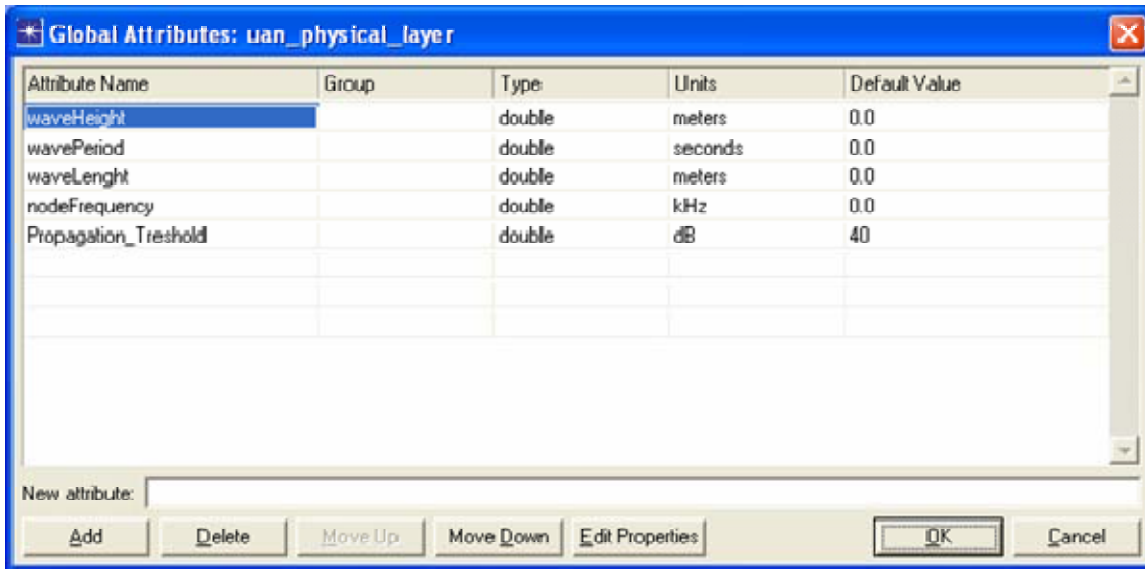 Global Attributes: uan_physical_layer
Attribute Name Group Type Units Default Value
waveHeight double meters 0.0
wavePeriod double seconds 0.0
waveLenght double meters 0.0
nodeFrequency double kHz 0.0
Propagation_Treshold double dB 40
New attribute:
Add Delete Move Up Move Down Edit Properties OK Cancel